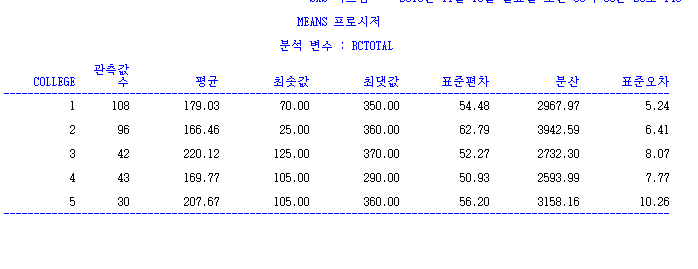 MEANS 프로시저
분석 변수 : RCTOTAL
COLLEGE 관측값수 평균 최솟값 최댓값 표준편차 분산 표준오차
1 108 179.03 70.00 350.00 54.48 2967.97 5.24
2 96 166.46 25.00 360.00 62.79 3942.59 6.41
3 42 220.12 125.00 370.00 52.27 2732.30 8.07
4 43 169.77 105.00 290.00 50.93 2593.99 7.77
5 30 207.67 105.00 360.00 56.20 3158.16 10.26